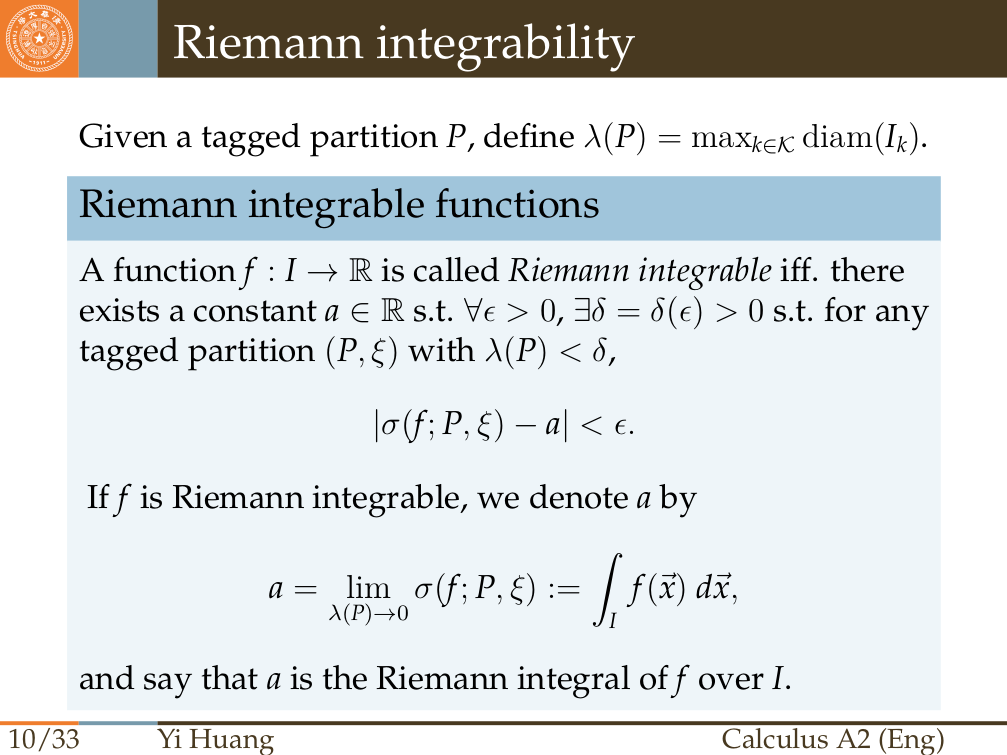 Riemann integrability
Given a tagged partition P, define λ(P) = max_{k∈𝒦} diam(I_k).
Riemann integrable functions
A function f : I → ℝ is called Riemann integrable iff. there
exists a constant a ∈ ℝ s.t. ∀ϵ > 0, ∃δ = δ(ϵ) > 0 s.t. for any
tagged partition (P, ξ) with λ(P) < δ,
|σ(f; P, ξ) − a| < ϵ.
If f is Riemann integrable, we denote a by
a = lim_{λ(P)→0} σ(f; P, ξ) := ∫_I f(x⃗) dx⃗,
and say that a is the Riemann integral of f over I.
10/33 Yi Huang Calculus A2 (Eng)